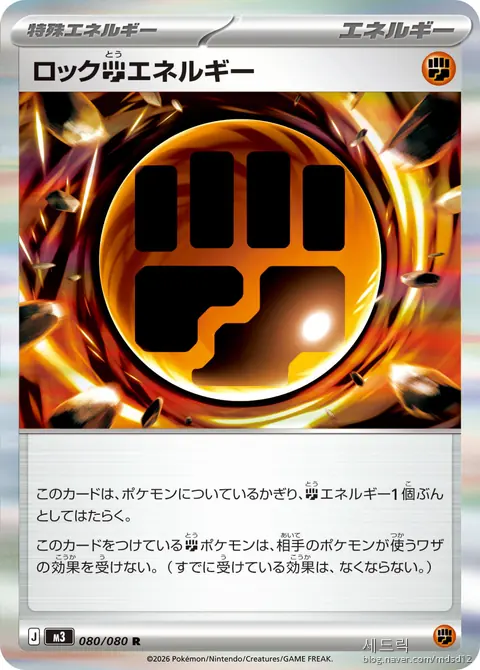 特殊エネルギー
エネルギー
ロック闘エネルギー
とう
このカードは、ポケモンについているかぎり、闘エネルギー1個ぶん
としてはたらく。
このカードをつけている闘ポケモンは、相手のポケモンが使うワザ
の効果を受けない。(すでに受けている効果は、なくならない。)
J m3 080/080 R
©2026 Pokémon/Nintendo/Creatures/GAME FREAK.
세드릭
blog.naver.com/mdsd12